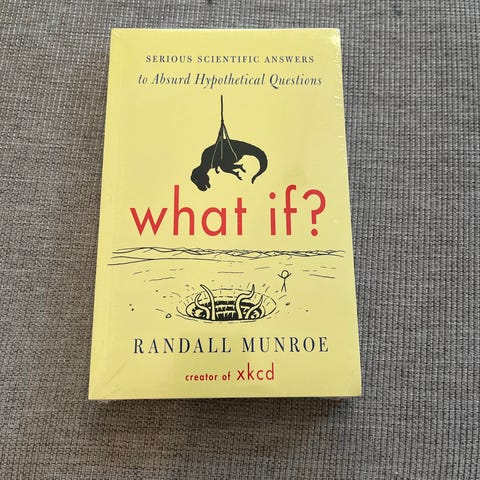 SERIOUS SCIENTIFIC ANSWERS
to Absurd Hypothetical Questions
what if?
RANDALL MUNROE
creator of xkcd